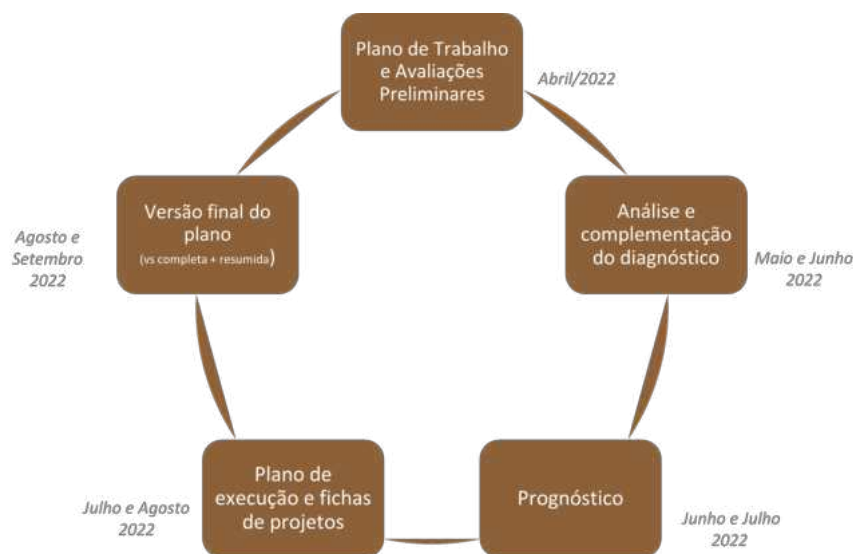 Plano de Trabalho
e Avaliações
Preliminares
Abril/2022
Análise e
complementação
do diagnóstico
Maio e Junho
2022
Prognóstico
Junho e Julho
2022
Plano de
execução e fichas
de projetos
Julho e Agosto
2022
Versão final do
plano
(vs completa + resumida)
Agosto e
Setembro
2022